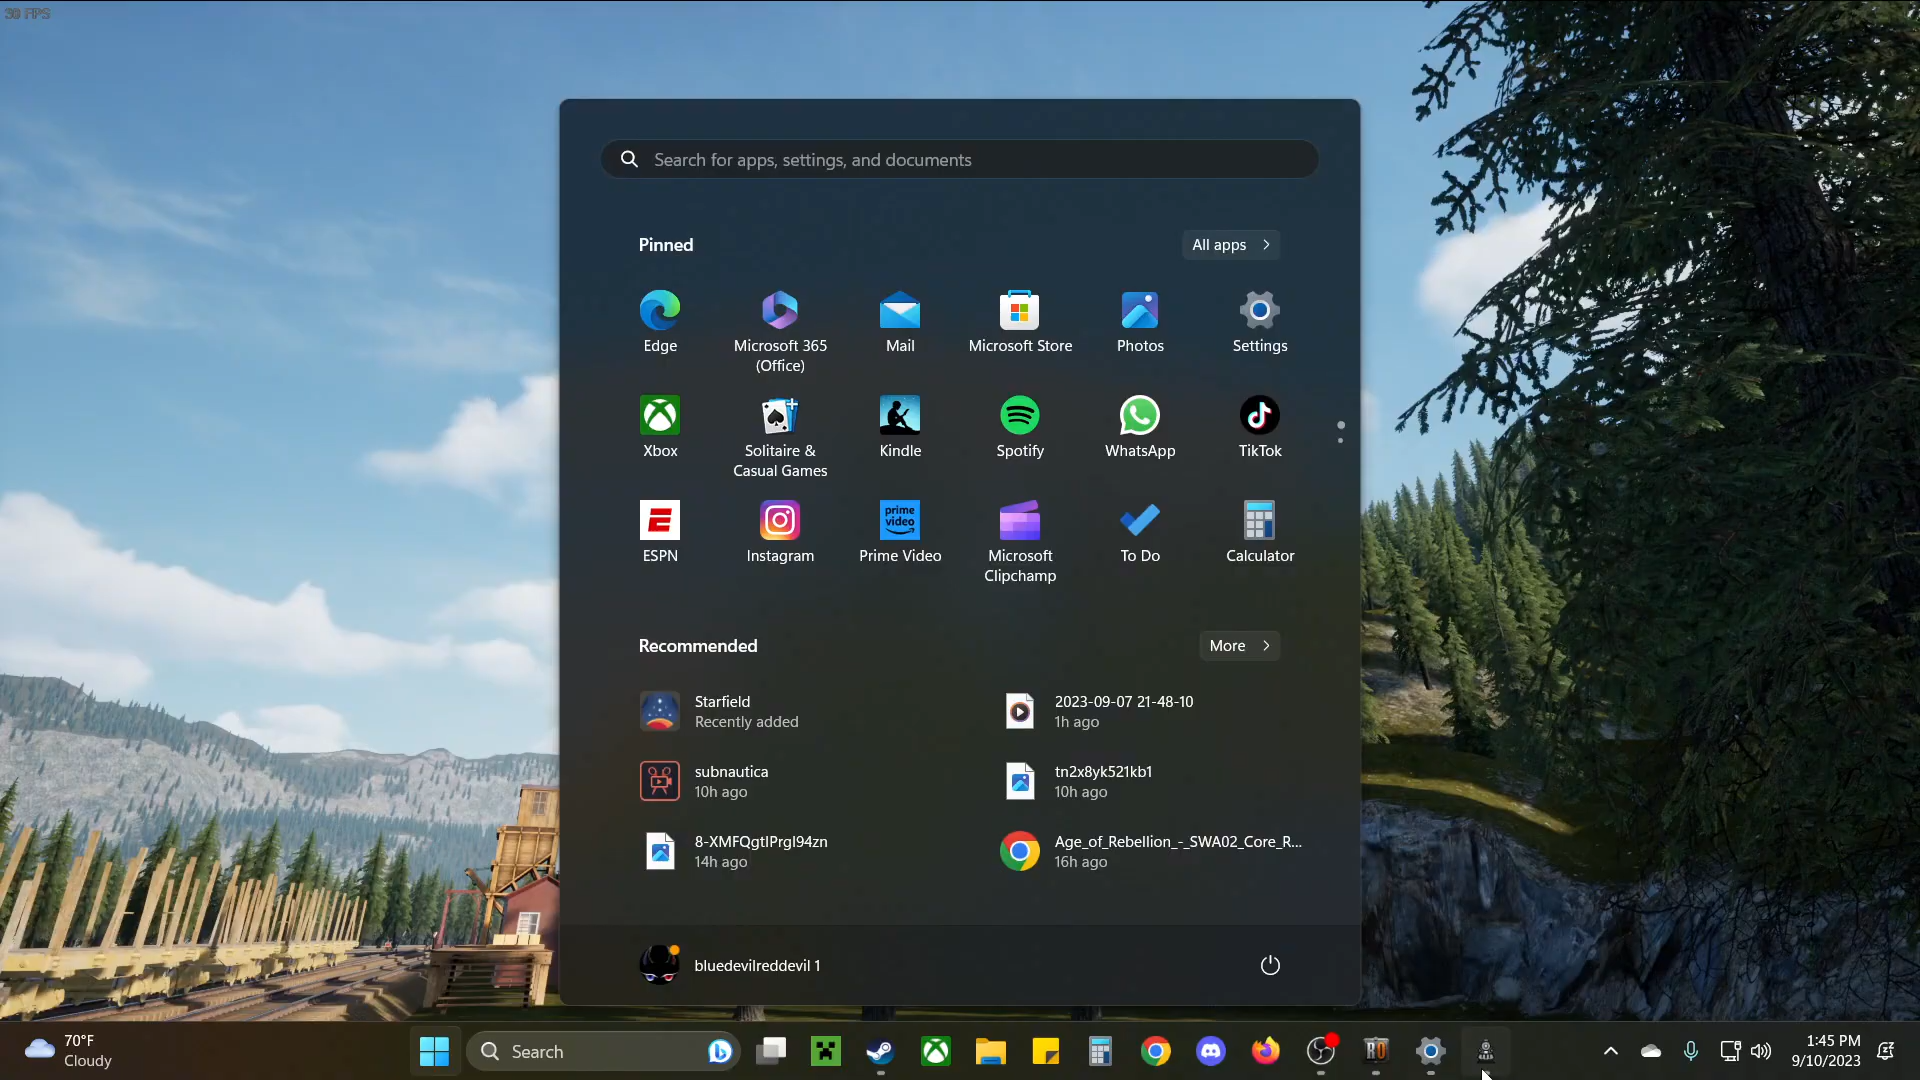 30 FPS
Search for apps, settings, and documents
Pinned
All apps
Edge
Microsoft 365
(Office)
Mail
Microsoft Store
Photos
Settings
Xbox
Solitaire &
Casual Games
Kindle
Spotify
WhatsApp
TikTok
ESPN
Instagram
prime
video
Prime Video
Microsoft
Clipchamp
To Do
Calculator
Recommended
More
Starfield
Recently added
2023-09-07 21-48-10
1h ago
subnautica
10h ago
tn2x8yk521kb1
10h ago
8-XMFQgtIPrgI94zn
14h ago
Age_of_Rebellion_-_SWA02_Core_R...
16h ago
bluedevilreddevil 1
70°F
Cloudy
Search
RO
1:45 PM
9/10/2023